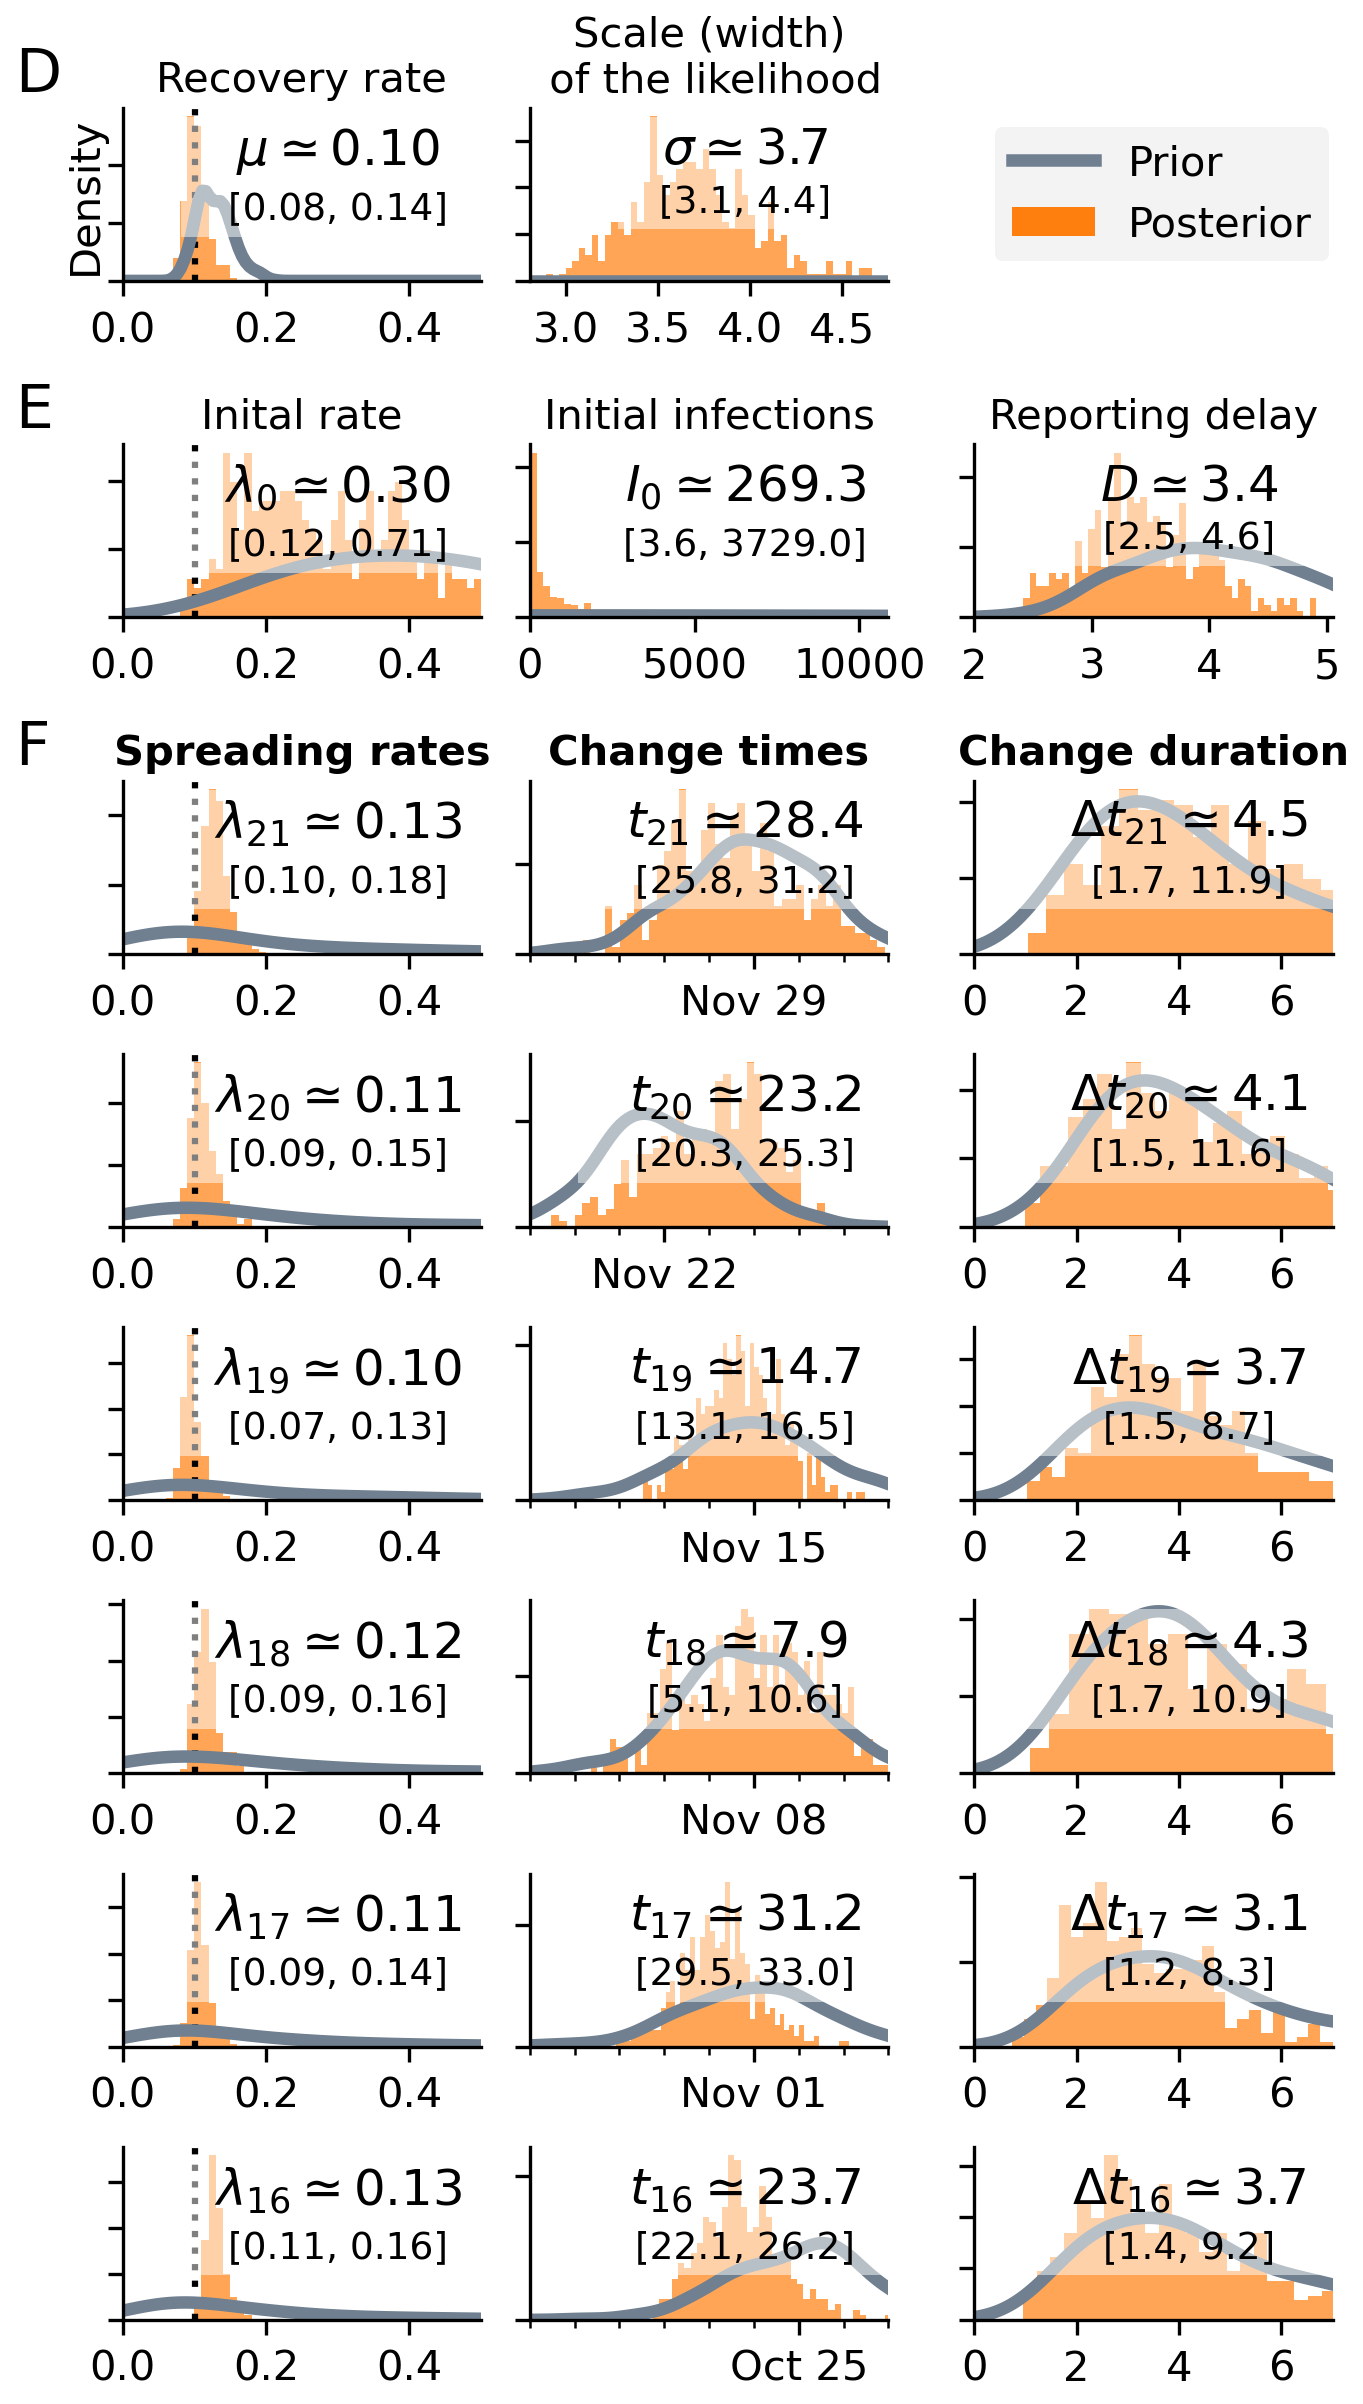 D
Recovery rate
Scale (width)
of the likelihood
Density
μ ≃ 0.10
[0.08, 0.14]
0.0 0.2 0.4
σ ≃ 3.7
[3.1, 4.4]
3.0 3.5 4.0 4.5
Prior
Posterior
E
Inital rate
λ₀ ≃ 0.30
[0.12, 0.71]
0.0 0.2 0.4
Initial infections
I₀ ≃ 269.3
[3.6, 3729.0]
0 5000 10000
Reporting delay
D ≃ 3.4
[2.5, 4.6]
2 3 4 5
F
Spreading rates
Change times
Change duration
λ₂₁ ≃ 0.13
[0.10, 0.18]
0.0 0.2 0.4
t₂₁ ≃ 28.4
[25.8, 31.2]
Nov 29
Δt₂₁ ≃ 4.5
[1.7, 11.9]
0 2 4 6
λ₂₀ ≃ 0.11
[0.09, 0.15]
0.0 0.2 0.4
t₂₀ ≃ 23.2
[20.3, 25.3]
Nov 22
Δt₂₀ ≃ 4.1
[1.5, 11.6]
0 2 4 6
λ₁₉ ≃ 0.10
[0.07, 0.13]
0.0 0.2 0.4
t₁₉ ≃ 14.7
[13.1, 16.5]
Nov 15
Δt₁₉ ≃ 3.7
[1.5, 8.7]
0 2 4 6
λ₁₈ ≃ 0.12
[0.09, 0.16]
0.0 0.2 0.4
t₁₈ ≃ 7.9
[5.1, 10.6]
Nov 08
Δt₁₈ ≃ 4.3
[1.7, 10.9]
0 2 4 6
λ₁₇ ≃ 0.11
[0.09, 0.14]
0.0 0.2 0.4
t₁₇ ≃ 31.2
[29.5, 33.0]
Nov 01
Δt₁₇ ≃ 3.1
[1.2, 8.3]
0 2 4 6
λ₁₆ ≃ 0.13
[0.11, 0.16]
0.0 0.2 0.4
t₁₆ ≃ 23.7
[22.1, 26.2]
Oct 25
Δt₁₆ ≃ 3.7
[1.4, 9.2]
0 2 4 6